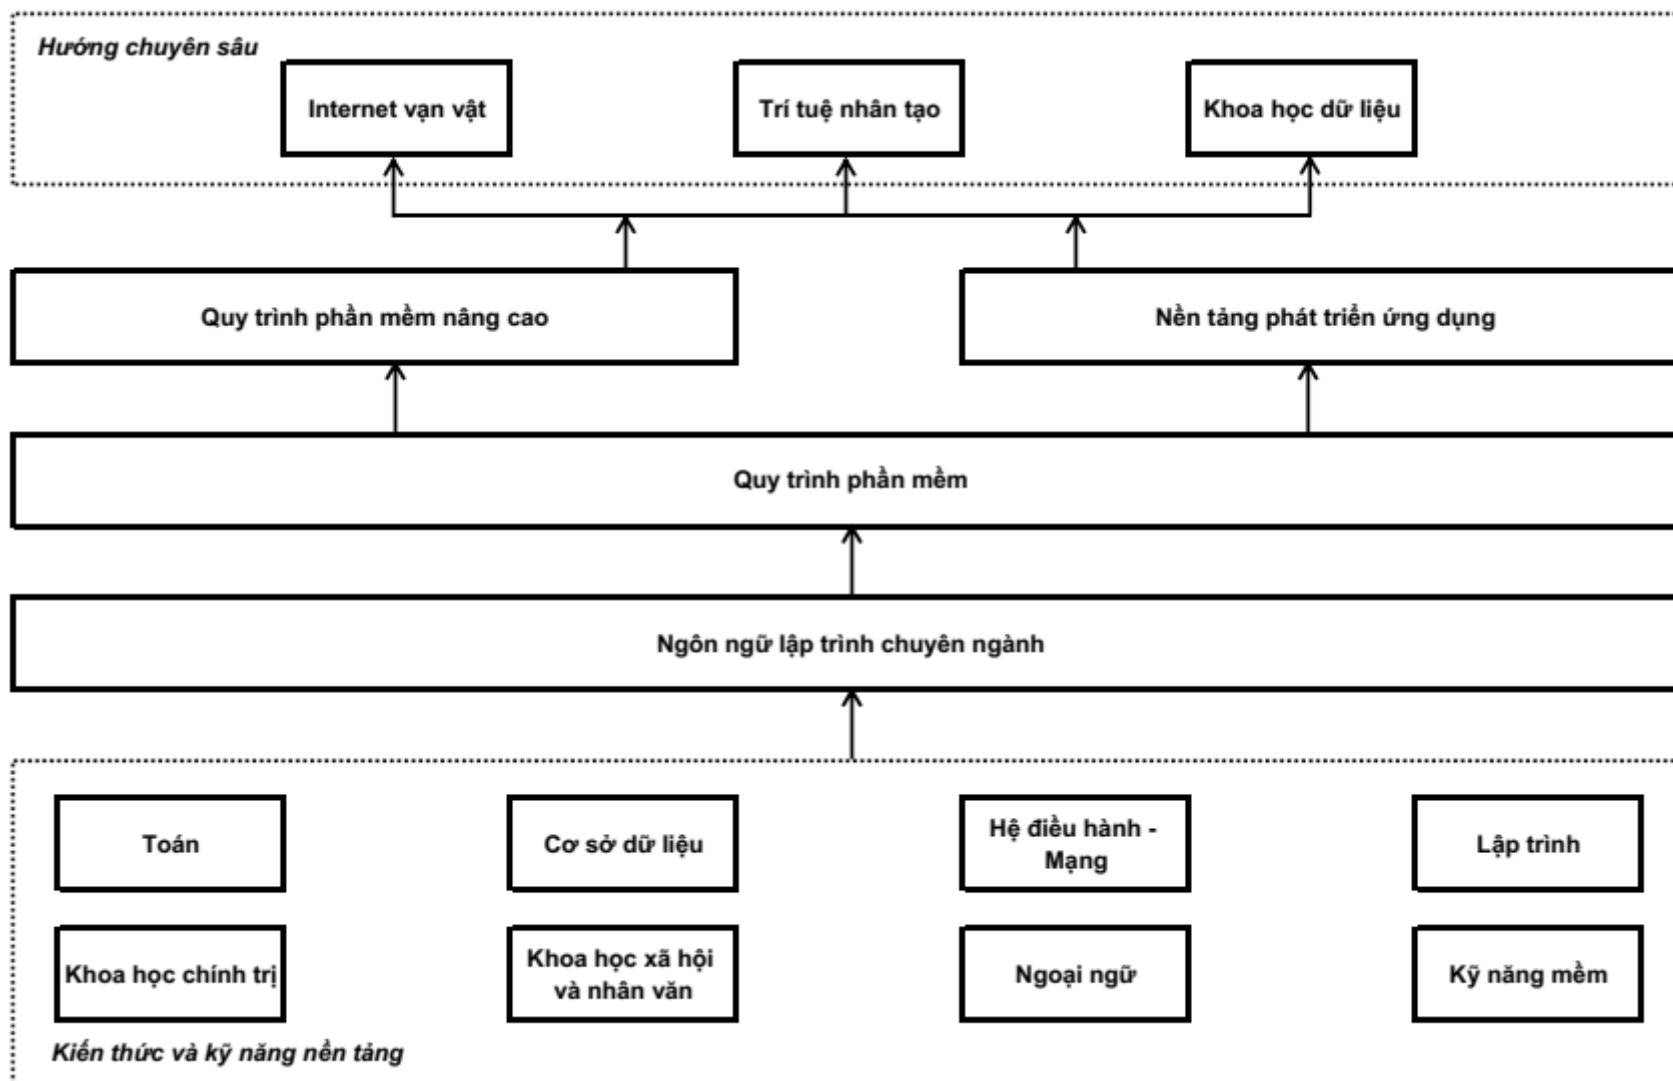 Hướng chuyên sâu
Internet vạn vật
Trí tuệ nhân tạo
Khoa học dữ liệu
Quy trình phần mềm nâng cao
Nền tảng phát triển ứng dụng
Quy trình phần mềm
Ngôn ngữ lập trình chuyên ngành
Toán
Cơ sở dữ liệu
Hệ điều hành -
Mạng
Lập trình
Khoa học chính trị
Khoa học xã hội
và nhân văn
Ngoại ngữ
Kỹ năng mềm
Kiến thức và kỹ năng nền tảng